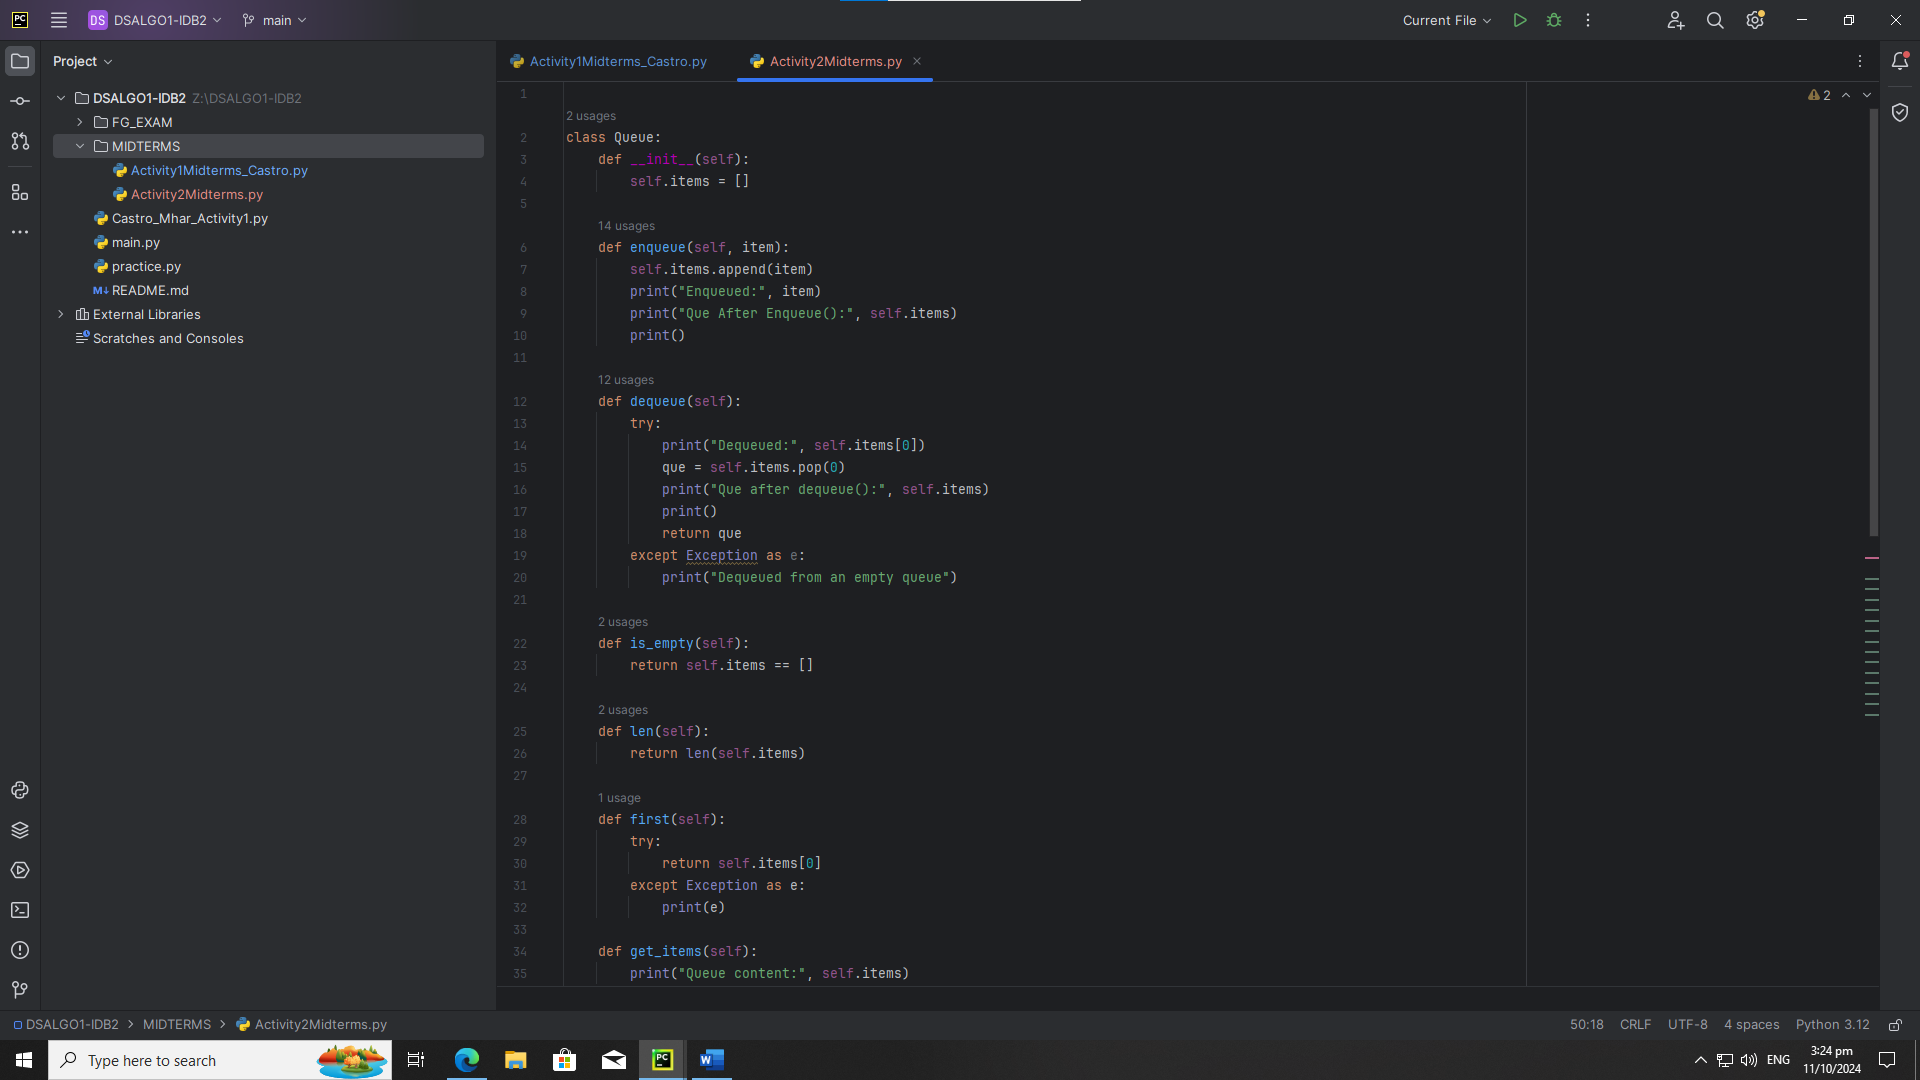 PC DS DSALGO1-IDB2 main Current File
Project
DSALGO1-IDB2 Z:\DSALGO1-IDB2
FG_EXAM
MIDTERMS
Activity1Midterms_Castro.py
Activity2Midterms.py
Castro_Mhar_Activity1.py
main.py
practice.py
M↓ README.md
External Libraries
Scratches and Consoles
Activity1Midterms_Castro.py Activity2Midterms.py
2
1
2 usages
2 class Queue:
3 def __init__(self):
4 self.items = []
5
14 usages
6 def enqueue(self, item):
7 self.items.append(item)
8 print("Enqueued:", item)
9 print("Que After Enqueue():", self.items)
10 print()
11
12 usages
12 def dequeue(self):
13 try:
14 print("Dequeued:", self.items[0])
15 que = self.items.pop(0)
16 print("Que after dequeue():", self.items)
17 print()
18 return que
19 except Exception as e:
20 print("Dequeued from an empty queue")
21
2 usages
22 def is_empty(self):
23 return self.items == []
24
2 usages
25 def len(self):
26 return len(self.items)
27
1 usage
28 def first(self):
29 try:
30 return self.items[0]
31 except Exception as e:
32 print(e)
33
34 def get_items(self):
35 print("Queue content:", self.items)
DSALGO1-IDB2 > MIDTERMS > Activity2Midterms.py 50:18 CRLF UTF-8 4 spaces Python 3.12
Type here to search
PC
W
ENG
3:24 pm
11/10/2024